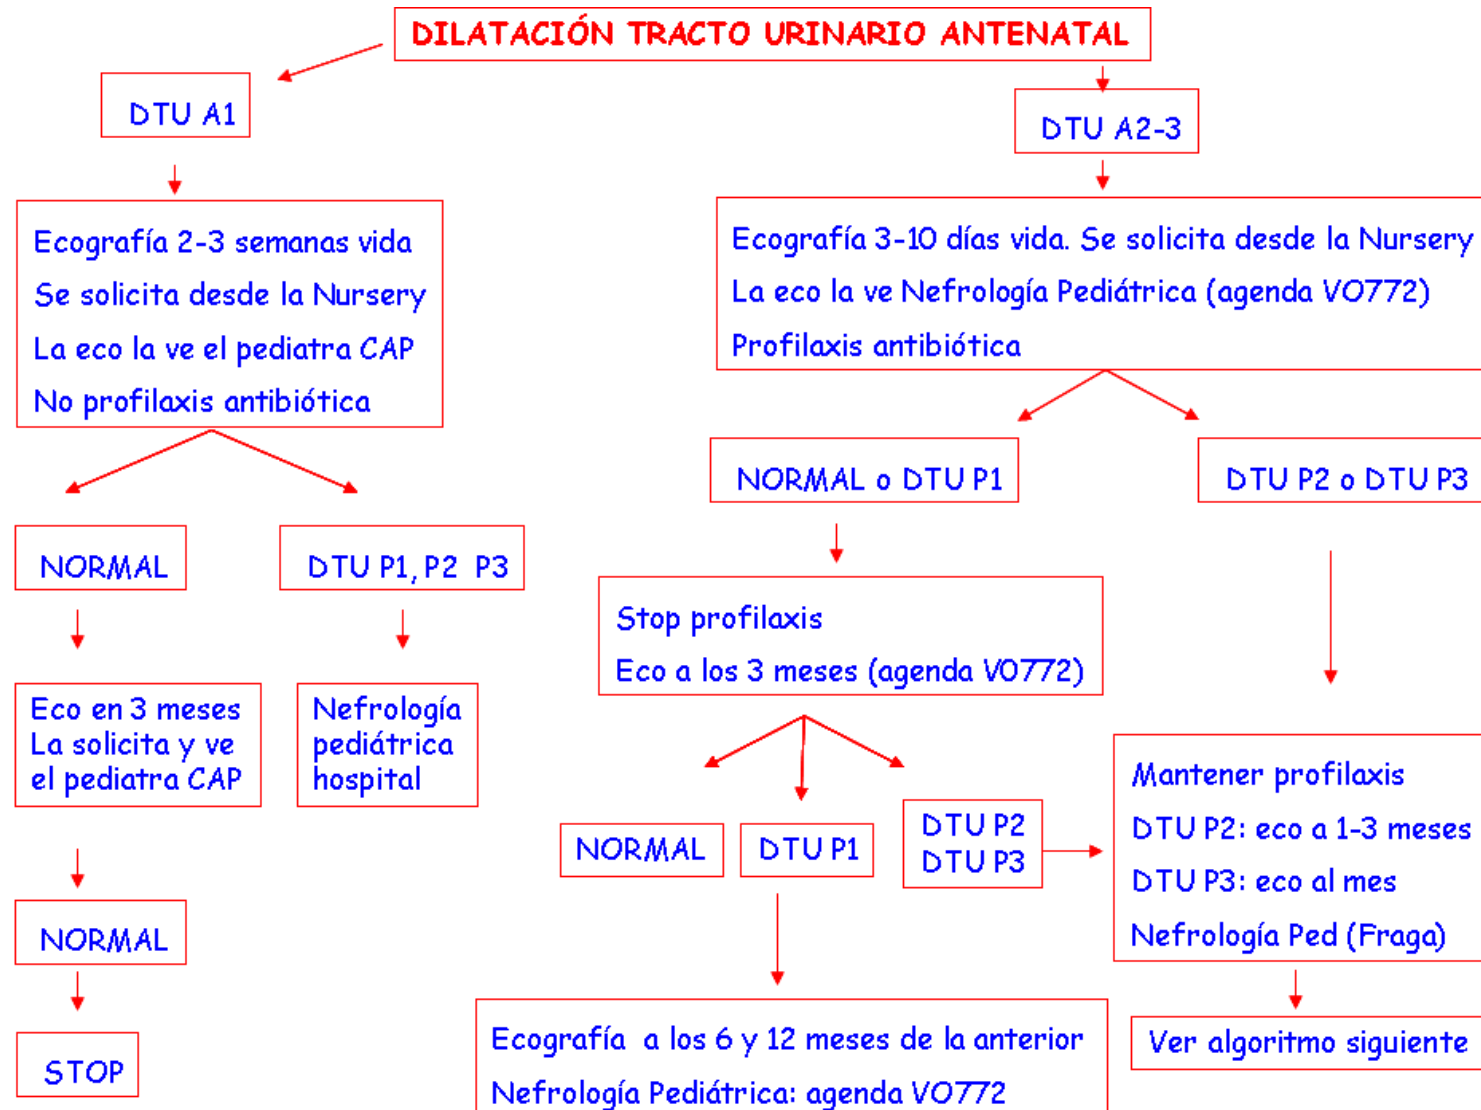 DILATACIÓN TRACTO URINARIO ANTENATAL
DTU A1
DTU A2-3
Ecografía 2-3 semanas vida
Se solicita desde la Nursery
La eco la ve el pediatra CAP
No profilaxis antibiótica
Ecografía 3-10 días vida. Se solicita desde la Nursery
La eco la ve Nefrología Pediátrica (agenda VO772)
Profilaxis antibiótica
NORMAL o DTU P1
DTU P2 o DTU P3
NORMAL
DTU P1, P2 P3
Stop profilaxis
Eco a los 3 meses (agenda VO772)
Eco en 3 meses
La solicita y ve
el pediatra CAP
Nefrología
pediátrica
hospital
NORMAL
DTU P1
DTU P2
DTU P3
Mantener profilaxis
DTU P2: eco a 1-3 meses
DTU P3: eco al mes
Nefrología Ped (Fraga)
NORMAL
STOP
Ecografía a los 6 y 12 meses de la anterior
Nefrología Pediátrica: agenda VO772
Ver algoritmo siguiente